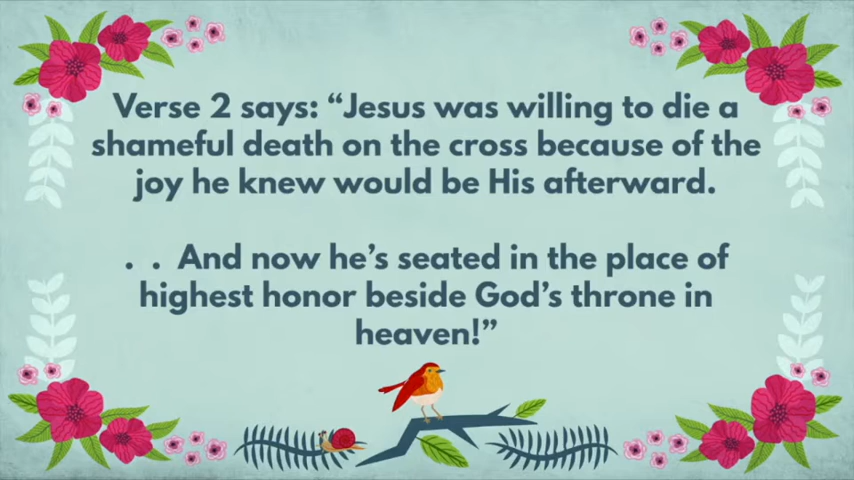 Verse 2 says: “Jesus was willing to die a
shameful death on the cross because of the
joy he knew would be His afterward.
. . And now he’s seated in the place of
highest honor beside God’s throne in
heaven!”